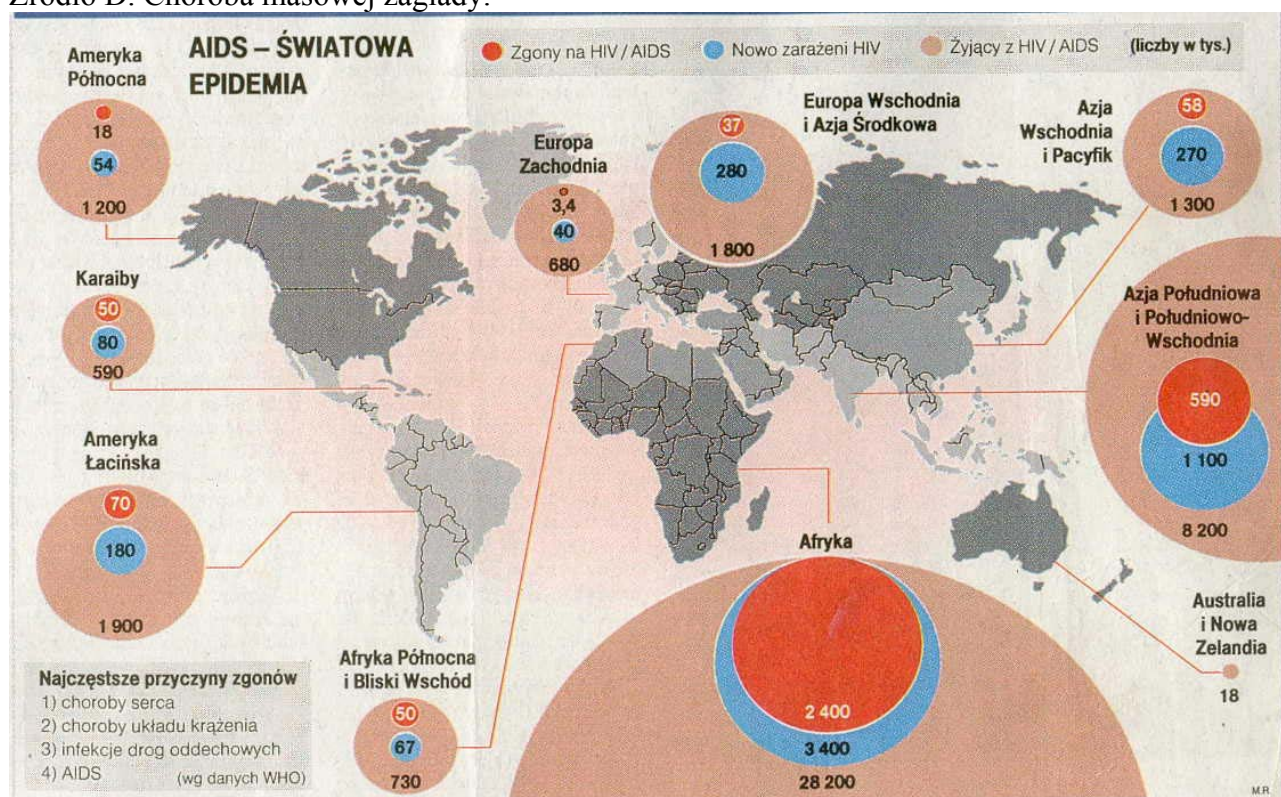 Źródło D. Choroba masowej zagłady.
AIDS – ŚWIATOWA
EPIDEMIA
Zgony na HIV / AIDS
Nowo zarażeni HIV
Żyjący z HIV / AIDS
(liczby w tys.)
Ameryka
Północna
18
54
1 200
Karaiby
50
80
590
Ameryka
Łacińska
70
180
1 900
Europa
Zachodnia
3,4
40
680
Europa Wschodnia
i Azja Środkowa
37
280
1 800
Azja
Wschodnia
i Pacyfik
58
270
1 300
Azja Południowa
i Południowo-
Wschodnia
590
1 100
8 200
Afryka
2 400
3 400
28 200
Australia
i Nowa
Zelandia
18
Afryka Północna
i Bliski Wschód
50
67
730
Najczęstsze przyczyny zgonów
1) choroby serca
2) choroby układu krążenia
3) infekcje drog oddechowych
4) AIDS (wg danych WHO)
M.R.